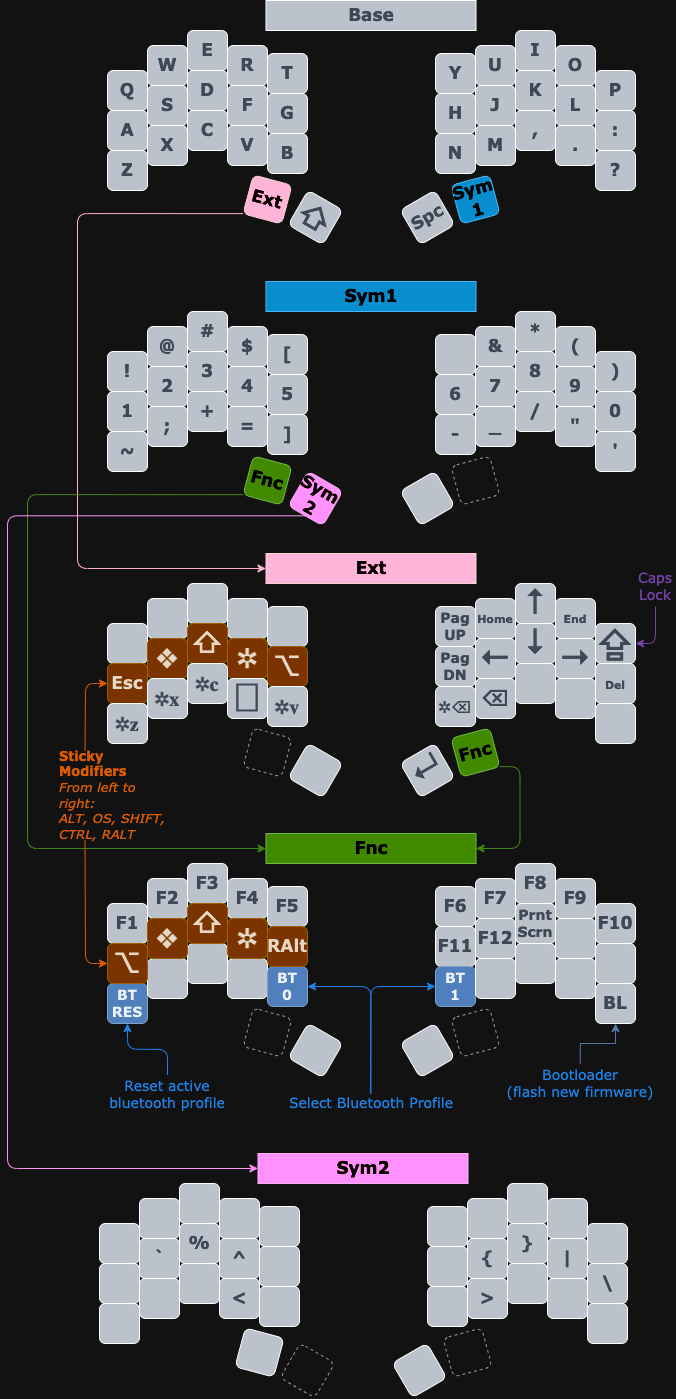 Base
Q W E R T Y U I O P
A S D F G H J K L :
Z X C V B N M , . ?
Ext Spc Sym
1
Sym1
! @ # $ [ & * ( )
1 2 3 4 5 6 7 8 9 0
~ ; + = ] - _ / " '
Fnc Sym
2
Ext
Caps
Lock
Pag
UP Home ↑ End
Esc ❖ ✲ ⌥ Pag
DN ← ↓ → Del
✲z ✲x ✲c ✲v ✲⌫ ⌫
Fnc
Sticky
Modifiers
From left to
right:
ALT, OS, SHIFT,
CTRL, RALT
Fnc
F1 F2 F3 F4 F5 F6 F7 F8 F9 F10
⌥ ❖ ✲ RAlt F11 F12 Prnt
Scrn
BT
RES BT
0 BT
1 BL
Reset active
bluetooth profile
Select Bluetooth Profile
Bootloader
(flash new firmware)
Sym2
` % ^ { } | \
< >